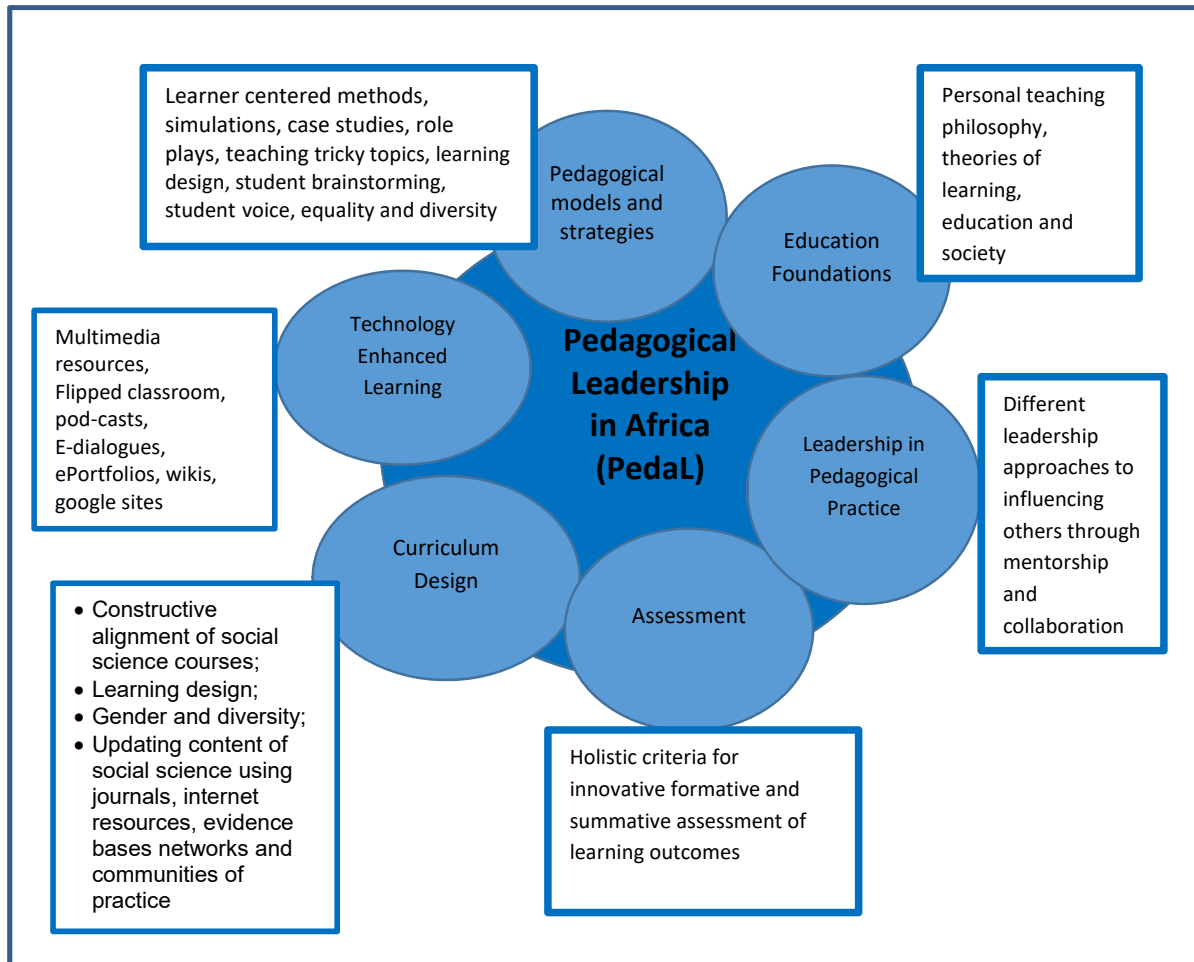 Learner centered methods,
simulations, case studies, role
plays, teaching tricky topics, learning
design, student brainstorming,
student voice, equality and diversity
Pedagogical
models and
strategies
Education
Foundations
Personal teaching
philosophy,
theories of
learning,
education and
society
Multimedia
resources,
Flipped classroom,
pod-casts,
E-dialogues,
ePortfolios, wikis,
google sites
Technology
Enhanced
Learning
Pedagogical
Leadership
in Africa
(PedaL)
Leadership in
Pedagogical
Practice
Different
leadership
approaches to
influencing
others through
mentorship
and
collaboration
Curriculum
Design
Assessment
• Constructive
alignment of social
science courses;
• Learning design;
• Gender and diversity;
• Updating content of
social science using
journals, internet
resources, evidence
bases networks and
communities of
practice
Holistic criteria for
innovative formative and
summative assessment of
learning outcomes